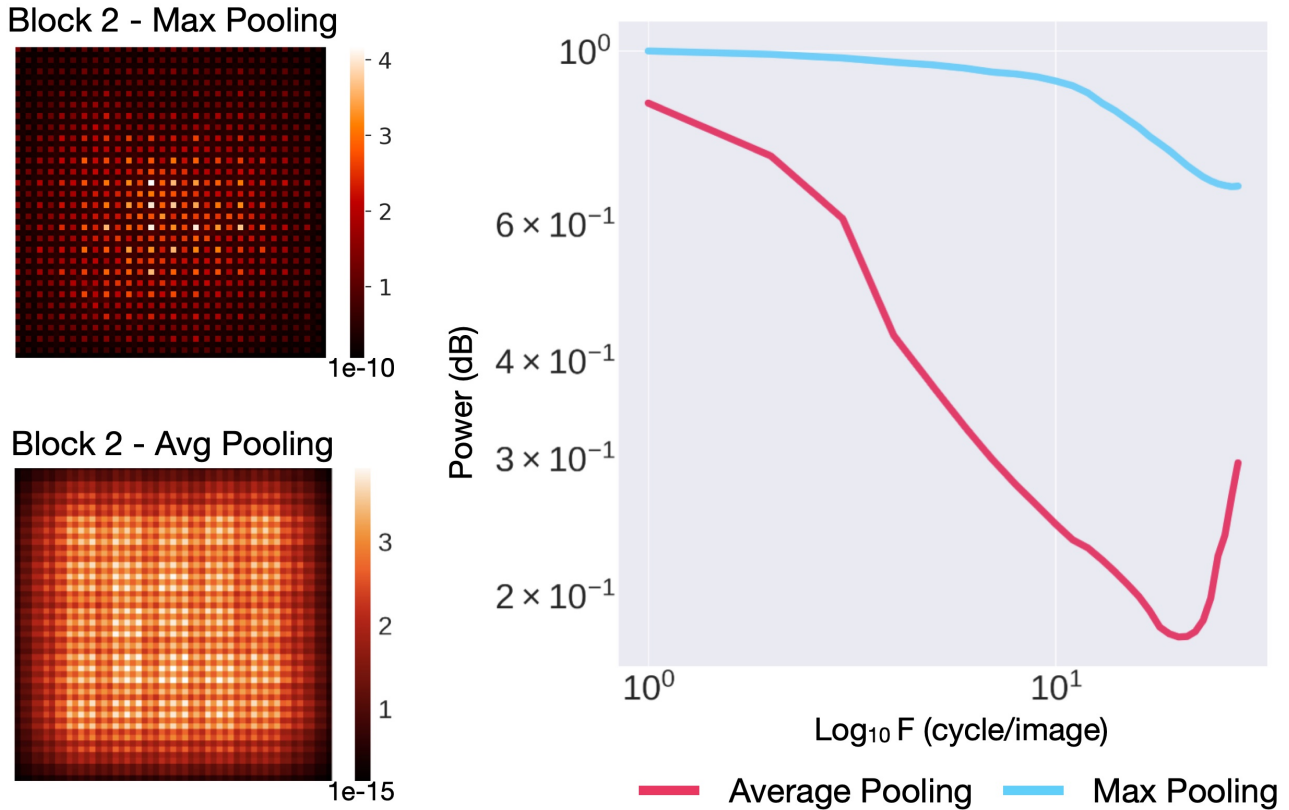 Block 2 - Max Pooling
4
3
2
1
1e-10
Block 2 - Avg Pooling
3
2
1
1e-15
Power (dB)
10⁰
6 × 10⁻¹
4 × 10⁻¹
3 × 10⁻¹
2 × 10⁻¹
10⁰ 10¹
Log₁₀ F (cycle/image)
Average Pooling Max Pooling